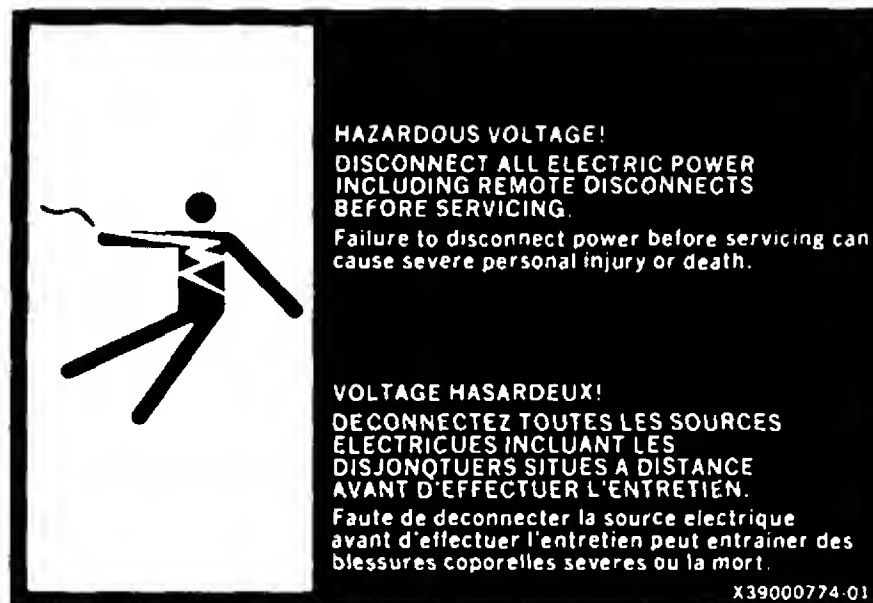 HAZARDOUS VOLTAGE!
DISCONNECT ALL ELECTRIC POWER
INCLUDING REMOTE DISCONNECTS
BEFORE SERVICING.
Failure to disconnect power before servicing can
cause severe personal injury or death.
VOLTAGE HASARDEUX!
DECONNECTEZ TOUTES LES SOURCES
ELECTRICUES INCLUANT LES
DISJONQTUERS SITUES A DISTANCE
AVANT D'EFFECTUER L'ENTRETIEN.
Faute de deconnecter la source electrique
avant d'effectuer l'entretien peut entrainer des
blessures coporelles severes ou la mort.
X39000774-01